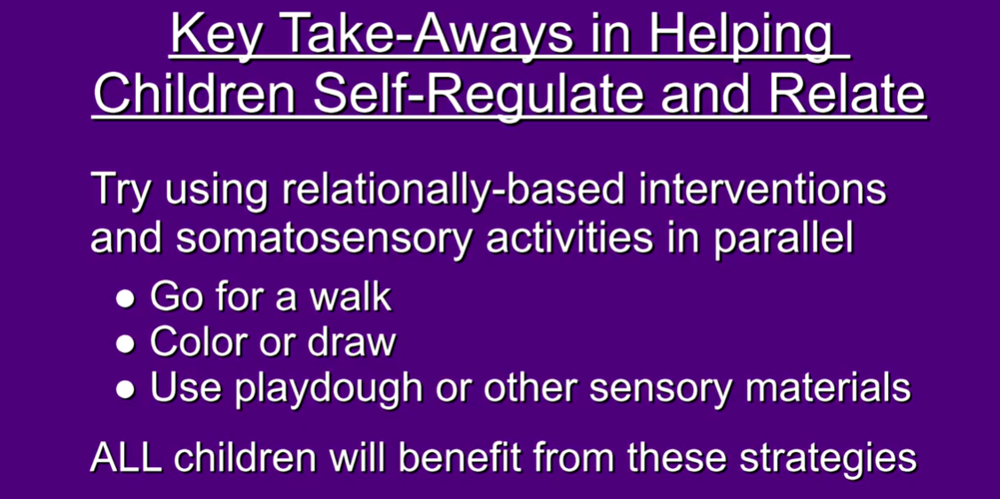 Key Take-Aways in Helping
Children Self-Regulate and Relate
Try using relationally-based interventions
and somatosensory activities in parallel
● Go for a walk
● Color or draw
● Use playdough or other sensory materials
ALL children will benefit from these strategies